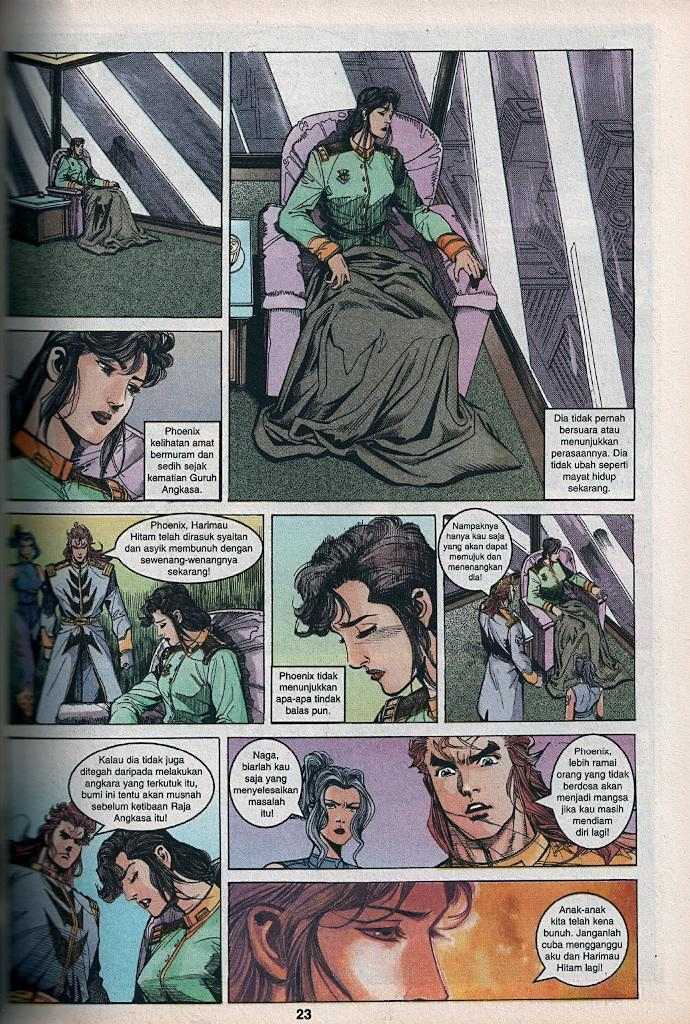 Phoenix
kelihatan amat
bermuram dan
sedih sejak
kematian Guruh
Angkasa.
Dia tidak pernah
bersuara atau
menunjukkan
perasaannya. Dia
tidak ubah seperti
mayat hidup
sekarang.
Phoenix, Harimau
Hitam telah dirasuk syaitan
dan asyik membunuh dengan
sewenang-wenangnya
sekarang!
Phoenix tidak
menunjukkan
apa-apa tindak
balas pun.
Nampaknya
hanya kau saja
yang akan dapat
memujuk dan
menenangkan
dia!
Kalau dia tidak juga
ditegah daripada melakukan
angkara yang terkutuk itu,
bumi ini tentu akan musnah
sebelum ketibaan Raja
Angkasa itu!
Naga,
biarlah kau
saja yang
menyelesaikan
masalah
itu!
Phoenix,
lebih ramai
orang yang tidak
berdosa akan
menjadi mangsa
jika kau masih
mendiam
diri lagi!
Anak-anak
kita telah kena
bunuh. Janganlah
cuba mengganggu
aku dan Harimau
Hitam lagi!
23